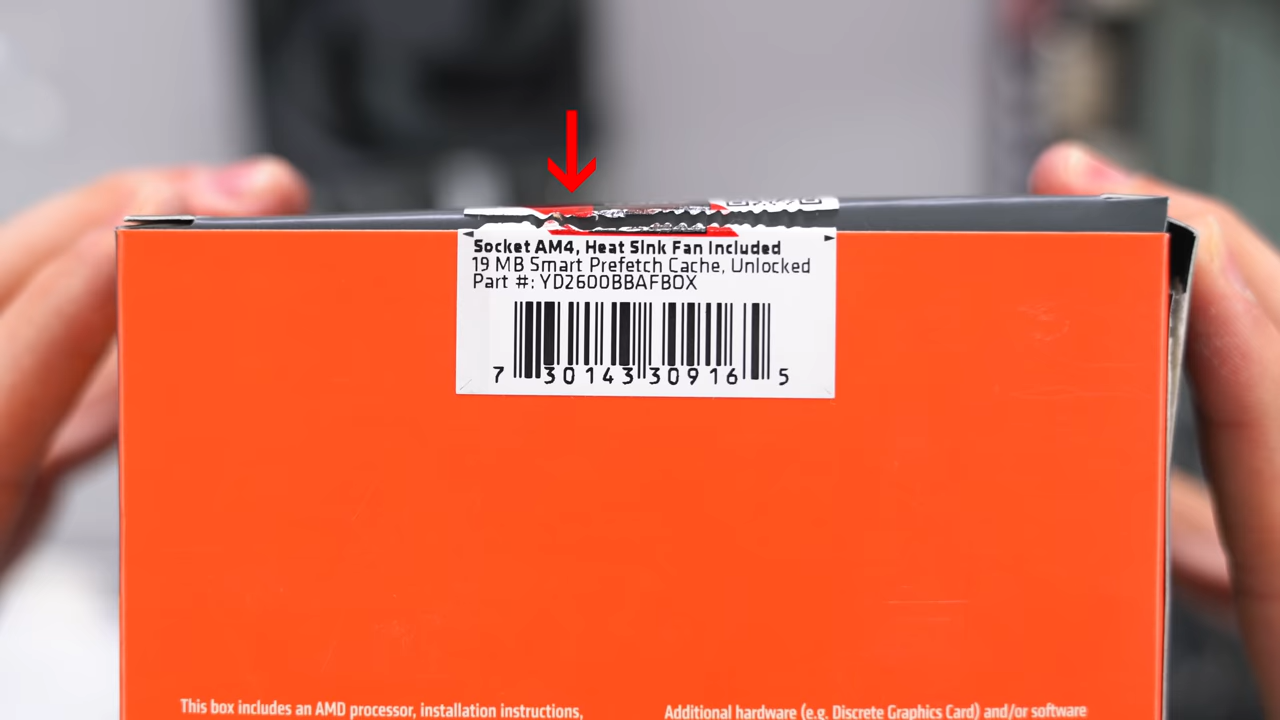 Socket AM4, Heat Sink Fan Included
19 MB Smart Prefetch Cache, Unlocked
Part #: YD2600BBAFBOX
7 30143 30916 5
This box includes an AMD processor, installation instructions,
Additional hardware (e.g. Discrete Graphics Card) and/or software